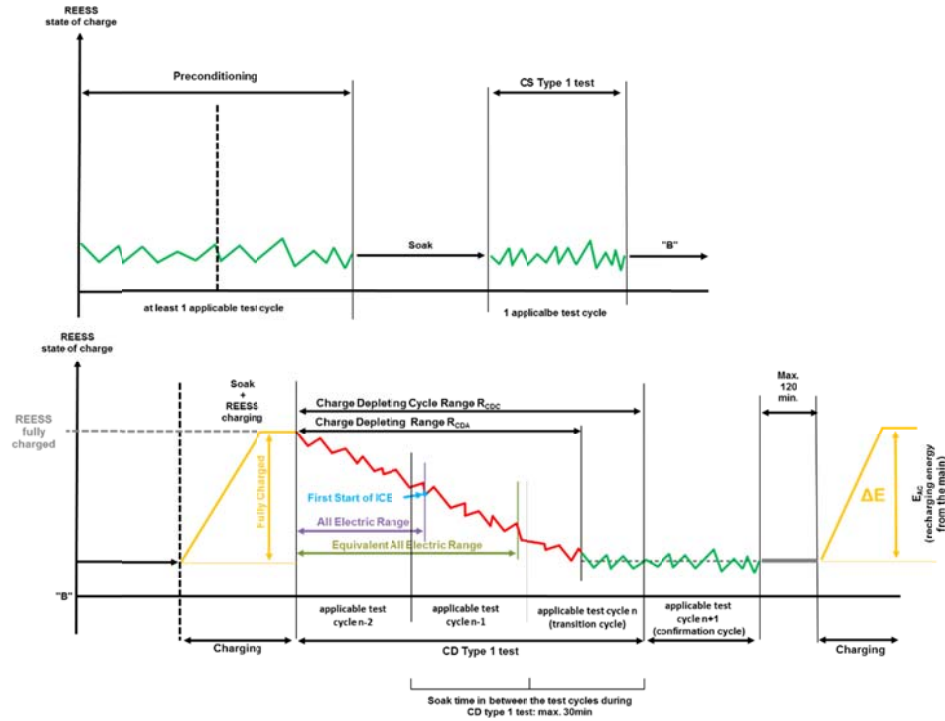 REESS
state of charge
Preconditioning
CS Type 1 test
Soak
"B"
at least 1 applicable test cycle
1 applicalbe test cycle
REESS
state of charge
Soak
+
REESS
charging
Max.
120
min.
Charge Depleting Cycle Range RCDC
Charge Depleting Range RCDA
REESS
fully
charged
Fully Charged
First Start of ICE
All Electric Range
Equivalent All Electric Range
ΔE
EAC
(recharging energy
from the main)
"B"
applicable test
cycle n-2
applicable test
cycle n-1
applicable test cycle n
(transition cycle)
applicable test
cycle n+1
(confirmation cycle)
Charging
CD Type 1 test
Charging
Soak time in between the test cycles during
CD type 1 test: max. 30min